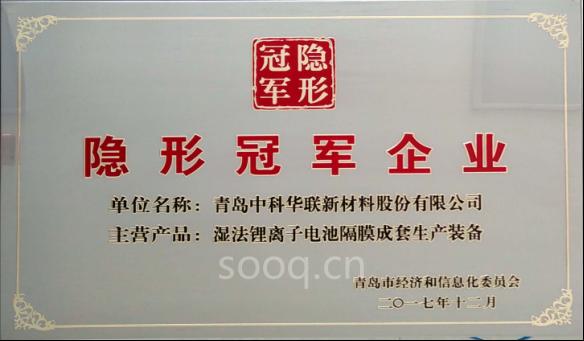 隐形
冠军
隐形冠军企业
单位名称：青岛中科华联新材料股份有限公司
主营产品：湿法锂离子电池隔膜成套生产装备
sooq.cn
青岛市经济和信息化委员会
二〇一七年十二月